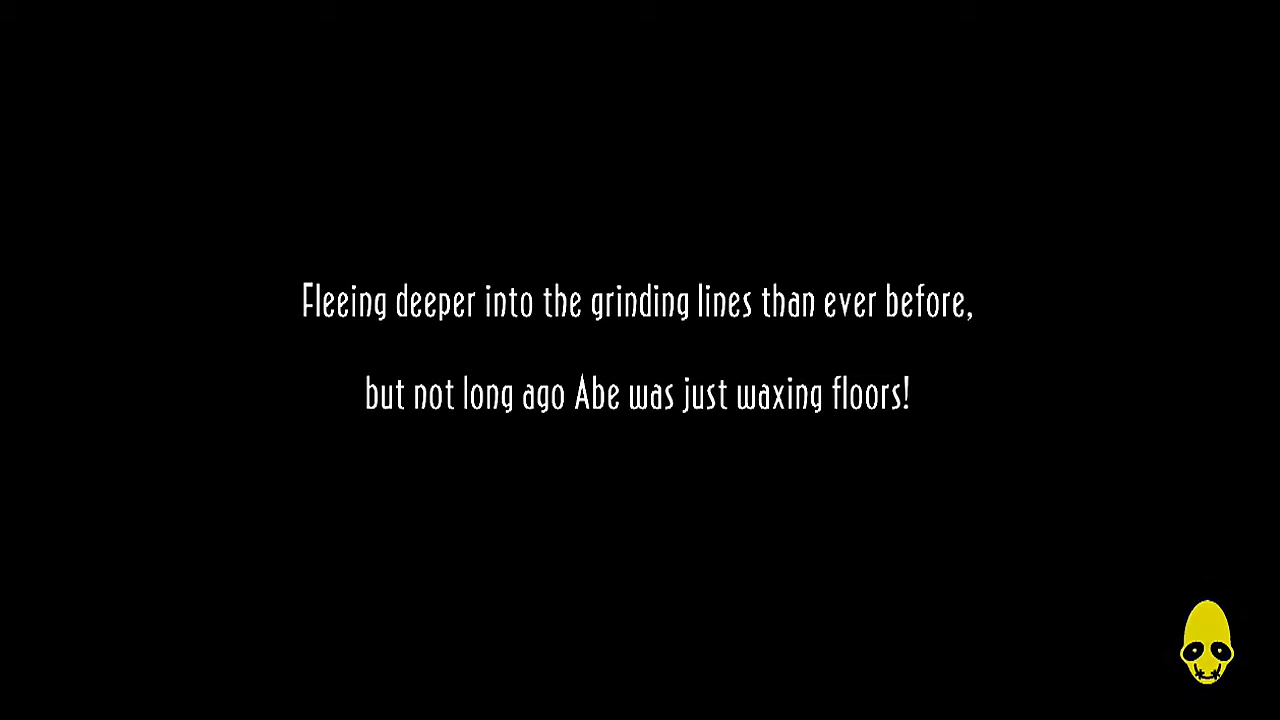 Fleeing deeper into the grinding lines than ever before,
but not long ago Abe was just waxing floors!